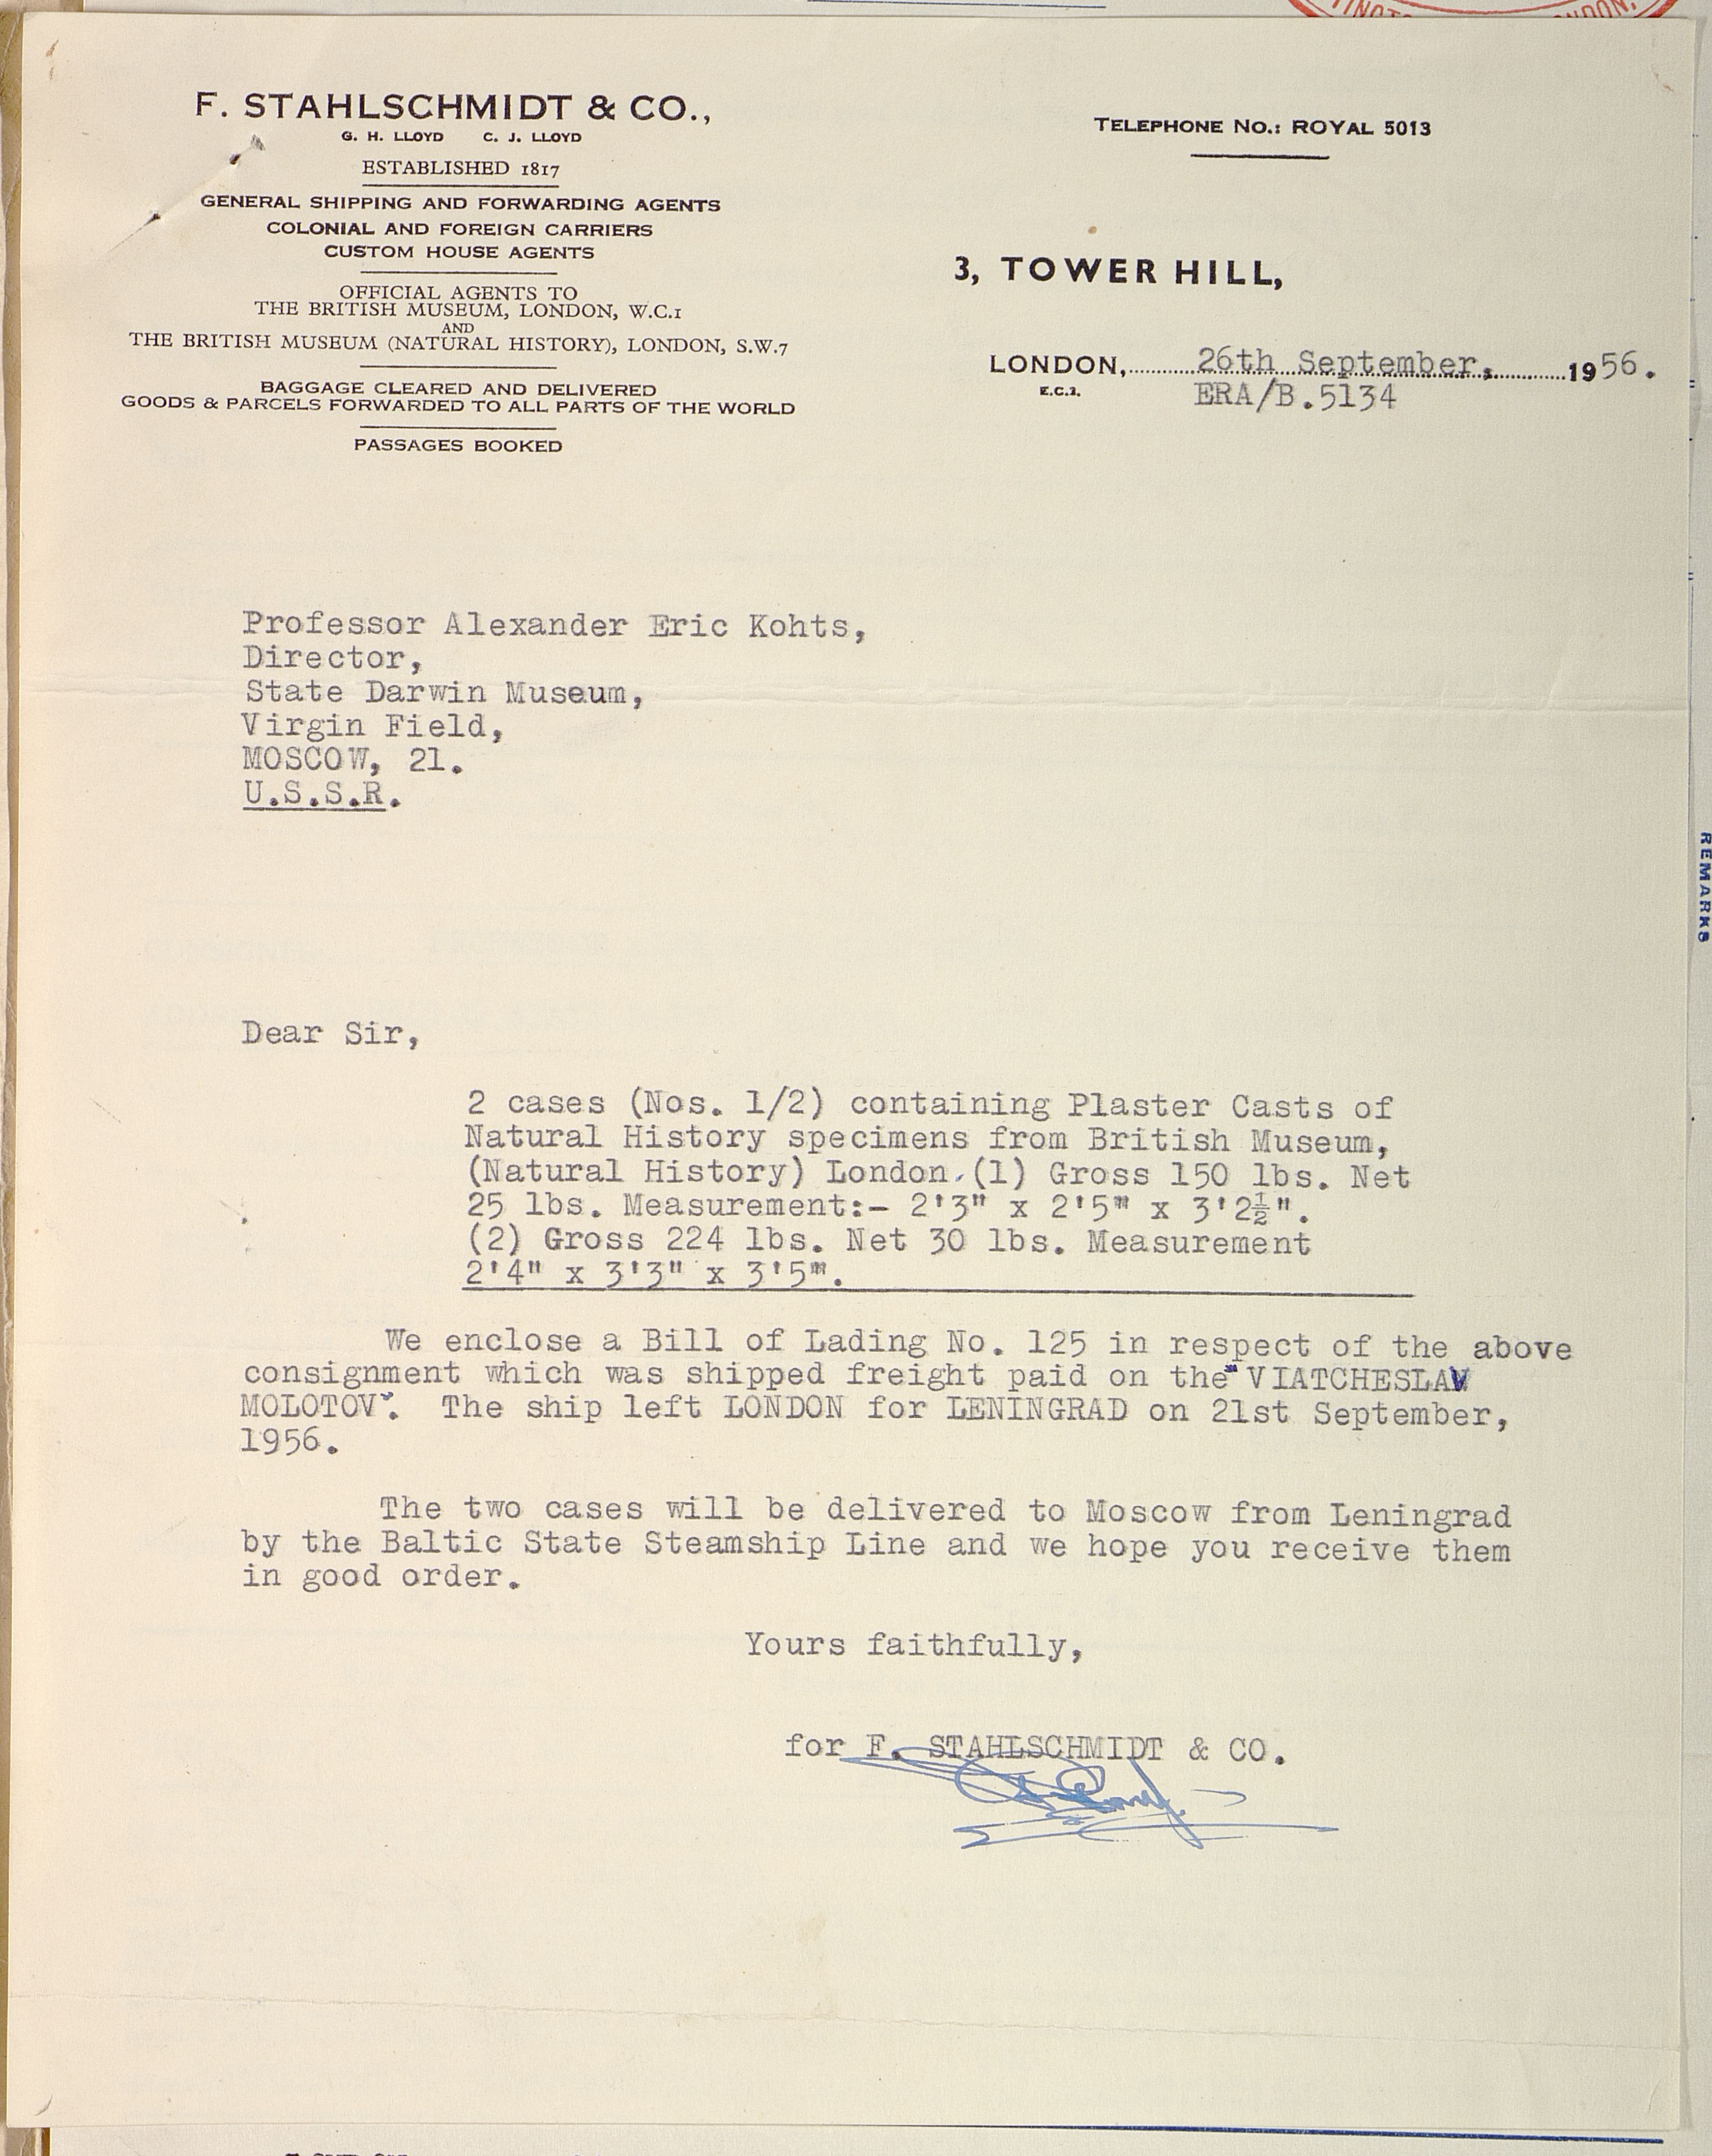 F. STAHLSCHMIDT & CO.,
G. H. LLOYD C. J. LLOYD
ESTABLISHED 1817
GENERAL SHIPPING AND FORWARDING AGENTS
COLONIAL AND FOREIGN CARRIERS
CUSTOM HOUSE AGENTS
OFFICIAL AGENTS TO
THE BRITISH MUSEUM, LONDON, W.C.1
AND
THE BRITISH MUSEUM (NATURAL HISTORY), LONDON, S.W.7
BAGGAGE CLEARED AND DELIVERED
GOODS & PARCELS FORWARDED TO ALL PARTS OF THE WORLD
PASSAGES BOOKED
TELEPHONE NO.: ROYAL 5013
3, TOWER HILL,
LONDON, 26th September, 1956.
E.C.3. ERA/B.5134
Professor Alexander Eric Kohts,
Director,
State Darwin Museum,
Virgin Field,
MOSCOW, 21.
U.S.S.R.
REMARKS
Dear Sir,
2 cases (Nos. 1/2) containing Plaster Casts of
Natural History specimens from British Museum,
(Natural History) London.(1) Gross 150 lbs. Net
25 lbs. Measurement:- 2'3" x 2'5" x 3'2½".
(2) Gross 224 lbs. Net 30 lbs. Measurement
2'4" x 3'3" x 3'5".
We enclose a Bill of Lading No. 125 in respect of the above
consignment which was shipped freight paid on the "VIATCHESLAV
MOLOTOV". The ship left LONDON for LENINGRAD on 21st September,
1956.
The two cases will be delivered to Moscow from Leningrad
by the Baltic State Steamship Line and we hope you receive them
in good order.
Yours faithfully,
for F. STAHLSCHMIDT & CO.